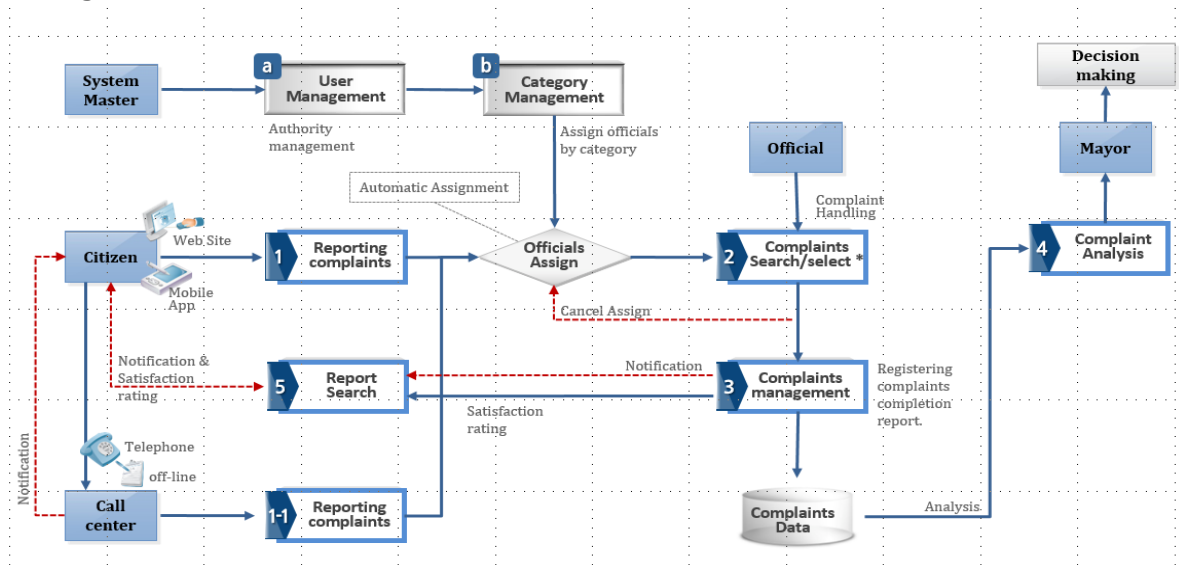 a
b
System
Master
User
Management
Category
Management
Decision
making
Authority
management
Assign officials
by category
Official
Mayor
Automatic Assignment
Complaint
Handling
Web Site
Citizen
1
Reporting
complaints
Officials
Assign
2
Complaints
Search/select *
4
Complaint
Analysis
Mobile
App
Cancel Assign
Notification &
Satisfaction
rating
5
Report
Search
Notification
Satisfaction
rating
3
Complaints
management
Registering
complaints
completion
report.
Notification
Telephone
off-line
Call
center
1-1
Reporting
complaints
Complaints
Data
Analysis